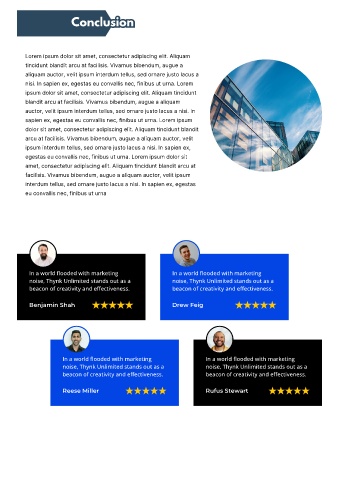 Conclusion
Lorem ipsum dolor sit amet, consectetur adipiscing elit. Aliquam
tincidunt blandit arcu at facilisis. Vivamus bibendum, augue a
aliquam auctor, velit ipsum interdum tellus, sed ornare justo lacus a
nisi. In sapien ex, egestas eu convallis nec, finibus ut urna. Lorem
ipsum dolor sit amet, consectetur adipiscing elit. Aliquam tincidunt
blandit arcu at facilisis. Vivamus bibendum, augue a aliquam
auctor, velit ipsum interdum tellus, sed ornare justo lacus a nisi. In
sapien ex, egestas eu convallis nec, finibus ut urna. Lorem ipsum
dolor sit amet, consectetur adipiscing elit. Aliquam tincidunt blandit
arcu at facilisis. Vivamus bibendum, augue a aliquam auctor, velit
ipsum interdum tellus, sed ornare justo lacus a nisi. In sapien ex,
egestas eu convallis nec, finibus ut urna. Lorem ipsum dolor sit
amet, consectetur adipiscing elit. Aliquam tincidunt blandit arcu at
facilisis. Vivamus bibendum, augue a aliquam auctor, velit ipsum
interdum tellus, sed ornare justo lacus a nisi. In sapien ex, egestas
eu convallis nec, finibus ut urna
In a world flooded with marketing
noise, Thynk Unlimited stands out as a
beacon of creativity and effectiveness.
Benjamin Shah
In a world flooded with marketing
noise, Thynk Unlimited stands out as a
beacon of creativity and effectiveness.
Drew Feig
In a world flooded with marketing
noise, Thynk Unlimited stands out as a
beacon of creativity and effectiveness.
Reese Miller
In a world flooded with marketing
noise, Thynk Unlimited stands out as a
beacon of creativity and effectiveness.
Rufus Stewart